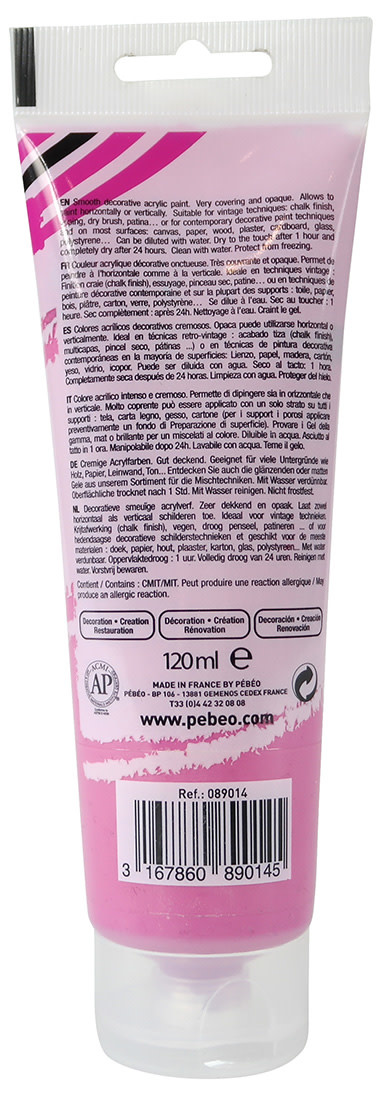 EN Smooth decorative acrylic paint. Very covering and opaque. Allows to
paint horizontally or vertically. Suitable for vintage techniques: chalk finish,
dry brush, patina... or for contemporary decorative paint techniques
and on most surfaces: canvas, paper, wood, plaster, cardboard, glass,
polystyrene... Can be diluted with water. Dry to the touch after 1 hour and
completely dry after 24 hours. Clean with water. Protect from freezing.
FR Couleur acrylique décorative onctueuse. Très couvrante et opaque. Permet de
peindre à l'horizontale comme à la verticale. Idéale en techniques vintage :
Finition craie (chalk finish), essuyage, pinceau sec, patine... ou en techniques de
peinture décorative contemporaine et sur la plupart des supports : toile, papier,
bois, plâtre, carton, verre, polystyrène... Se dilue à l'eau. Sec au toucher : 1
heure. Sec complètement : après 24h. Nettoyage à l'eau. Craint le gel.
ES Colores acrílicos decorativos cremosos. Opaca puede utilizarse horizontal o
verticalmente. Ideal en técnicas retro-vintage : acabado tiza (chalk finish),
multicapas, pincel seco, pátinas ...) o en técnicas de pintura decorativa
contemporáneas en la mayoría de superficies: Lienzo, papel, madera, cartón,
yeso, vidrio, icopor. Puede ser diluida con agua. Seco al tacto: 1 hora.
Completamente seca después de 24 horas. Limpieza con agua. Proteger del hielo.
IT Colore acrilico intenso e cremoso. Permette di dipingere sia in orizzontale che
in verticale. Molto coprente può essere applicato con un solo strato su tutti i
supporti : tela, carta legno, gesso, cartone (per i support i porosi applicare
preventivamente un fondo di Preparazione di superficie). Provare i Gel della
gamma, mat o brillante per un miscelati al colore. Diluibile in acqua. Asciutto al
tatto in 1 ora. Manipolabile dopo 24h. Lavabile con acqua. Teme il gelo.
DE Cremige Acrylfarben. Gut deckend. Geeignet für viele Untergründe wie
Holz, Papier, Leinwand, Ton... Entdecken Sie auch die glänzenden oder matten
Gele aus unserem Sortiment für die Mischtechniken. Mit Wasser verdünnbar.
Oberfläche trocknet nach 1 Std. Mit Wasser reinigen. Nicht frostfest.
NL Decoratieve smeuïge acrylverf. Zeer dekkend en opaak. Laat zowel
horizontaal als verticaal schilderen toe. Ideaal voor vintage technieken.
Krijtafwerking (chalk finish), vegen, droog penseel, patineren ... of voor
hedendaagse decoratieve schildertechnieken en geschikt voor de meeste
materialen : doek, papier, hout, plaaster, karton, glas, polystyren... Met water
verdunbaar. Oppervlaktedroog : 1 uur. Volledig droog van 24 uren. Reinigen met
water. Vorstvrij bewaren.
Contient / Contains : CMIT/MIT. Peut produire une reaction allergique / May
produce an allergic reaction.
Decoration • Creation
Restauration
Décoration • Création
Rénovation
Decoración • Creación
Renovación
120ml e
ACMI
AP
MADE IN FRANCE BY PÉBÉO
PÉBÉO - BP 106 - 13881 GEMENOS CEDEX FRANCE
T33 (0)4 42 32 08 08
www.pebeo.com
Ref.: 089014
3 167860 890145